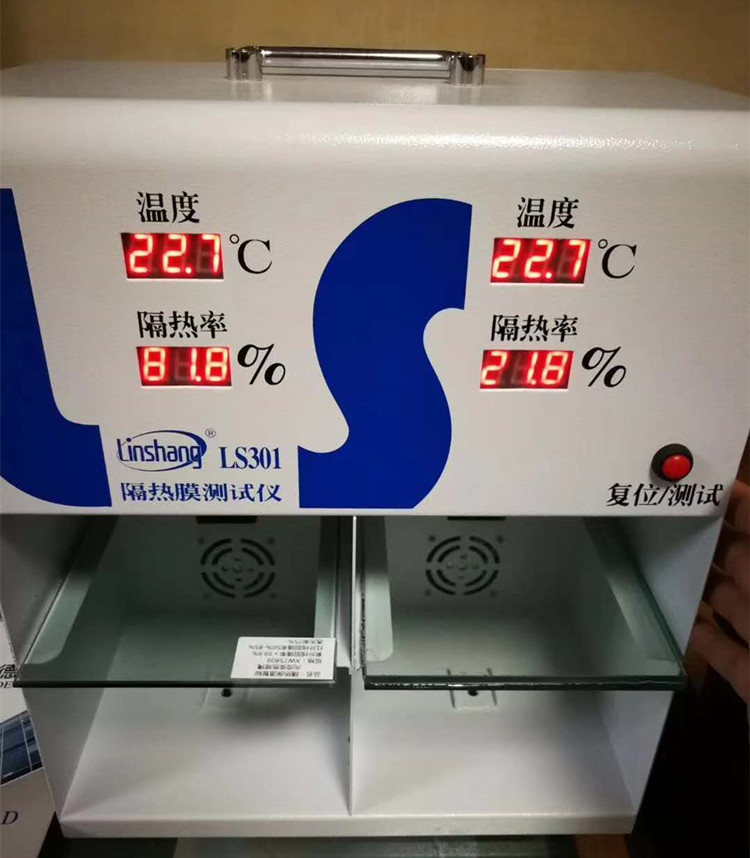 温度
22.7 ℃
隔热率
81.8 %
温度
22.7 ℃
隔热率
21.8 %
Linshang® LS301
隔热膜测试仪
复位/测试
德
D